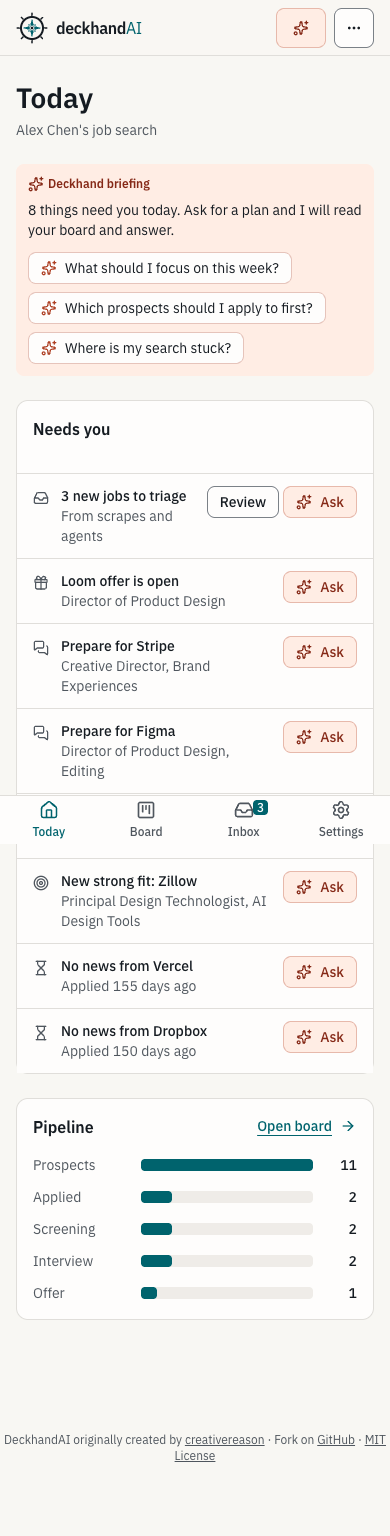 deckhandAI
Today
Alex Chen's job search
Deckhand briefing
8 things need you today. Ask for a plan and I will read
your board and answer.
What should I focus on this week?
Which prospects should I apply to first?
Where is my search stuck?
Needs you
3 new jobs to triage
From scrapes and
agents
Review
Ask
Loom offer is open
Director of Product Design
Ask
Prepare for Stripe
Creative Director, Brand
Experiences
Ask
Prepare for Figma
Director of Product Design,
Editing
Ask
Today
Board
3
Inbox
Settings
New strong fit: Zillow
Principal Design Technologist, AI
Design Tools
Ask
No news from Vercel
Applied 155 days ago
Ask
No news from Dropbox
Applied 150 days ago
Ask
Pipeline
Open board
Prospects 11
Applied 2
Screening 2
Interview 2
Offer 1
DeckhandAI originally created by creativereason · Fork on GitHub · MIT
License